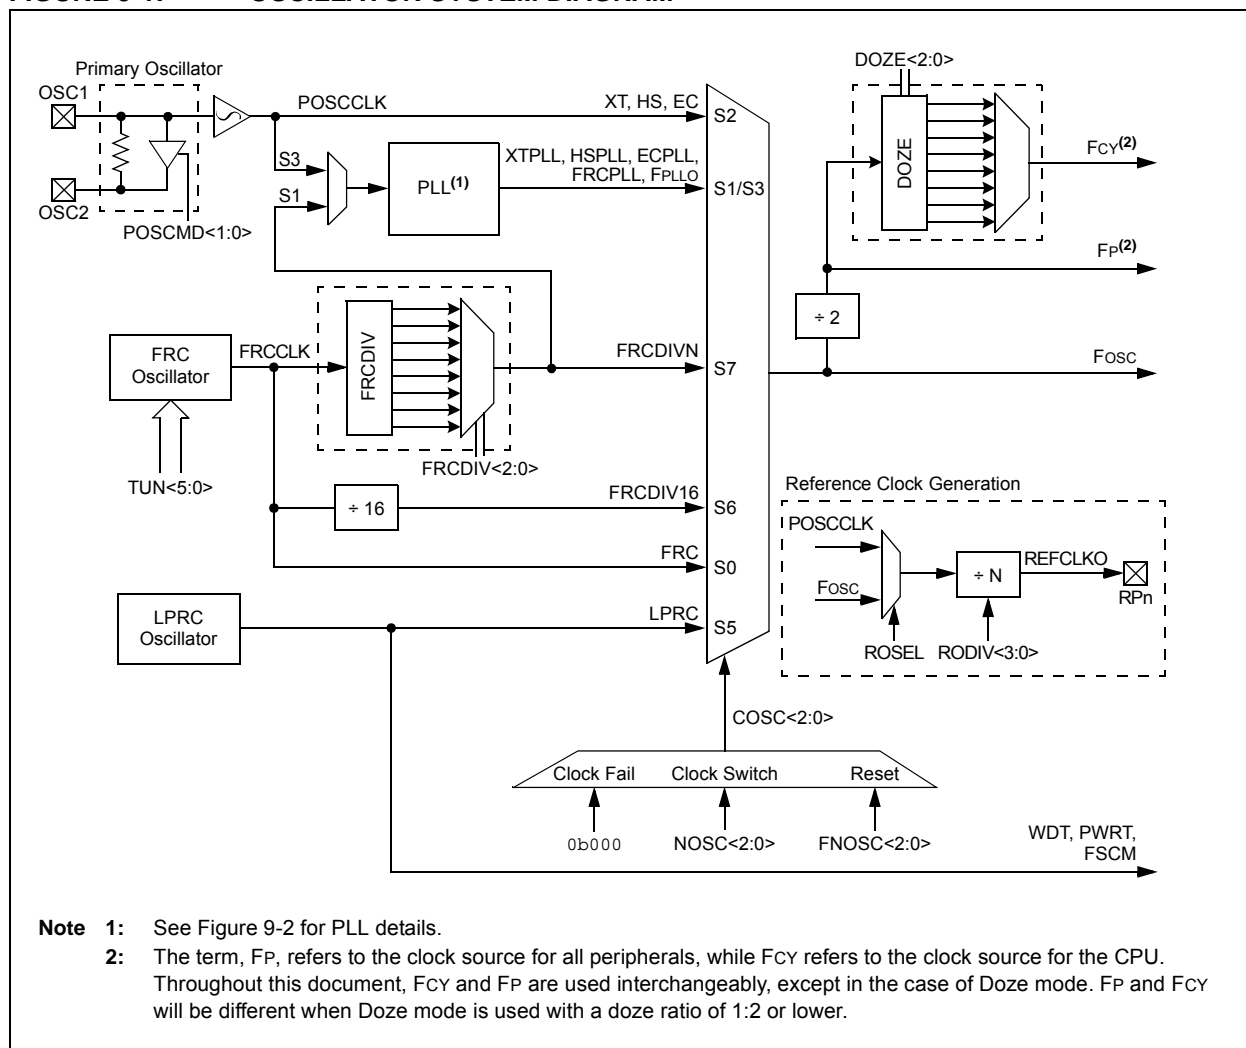 Primary Oscillator
OSC1
OSC2
POSCMD<1:0>
POSCCLK
XT, HS, EC
S2
S3
S1
PLL(1)
XTPLL, HSPLL, ECPLL,
FRCPLL, FPLLO
S1/S3
DOZE<2:0>
DOZE
FCY(2)
FP(2)
÷ 2
FOSC
FRC
Oscillator
TUN<5:0>
FRCCLK
FRCDIV
FRCDIV<2:0>
FRCDIVN
S7
÷ 16
FRCDIV16
S6
FRC
S0
LPRC
Oscillator
LPRC
S5
Reference Clock Generation
POSCCLK
FOSC
÷ N
REFCLKO
RPn
ROSEL
RODIV<3:0>
COSC<2:0>
Clock Fail
Clock Switch
Reset
0b000
NOSC<2:0>
FNOSC<2:0>
WDT, PWRT,
FSCM
Note 1: See Figure 9-2 for PLL details.
2: The term, FP, refers to the clock source for all peripherals, while FCY refers to the clock source for the CPU.
Throughout this document, FCY and FP are used interchangeably, except in the case of Doze mode. FP and FCY
will be different when Doze mode is used with a doze ratio of 1:2 or lower.